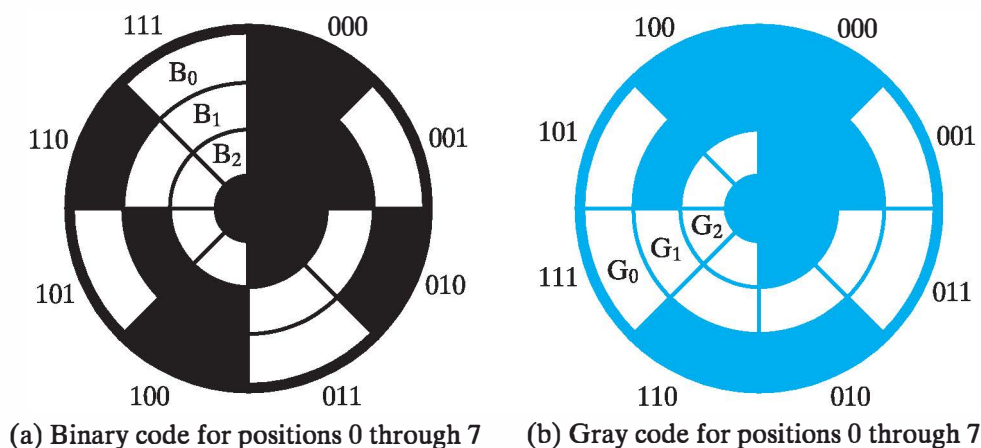 111 000
B0
B1
B2
110 001
101 010
100 011
(a) Binary code for positions 0 through 7
100 000
101 001
G2
G1
G0
111 011
110 010
(b) Gray code for positions 0 through 7